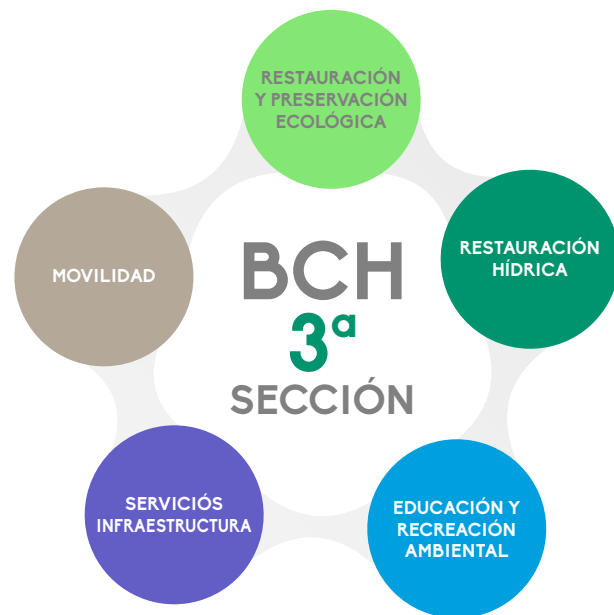 RESTAURACIÓN
Y PRESERVACIÓN
ECOLÓGICA
RESTAURACIÓN
HÍDRICA
MOVILIDAD
BCH
3ª
SECCIÓN
SERVICIÓS
INFRAESTRUCTURA
EDUCACIÓN Y
RECREACIÓN
AMBIENTAL